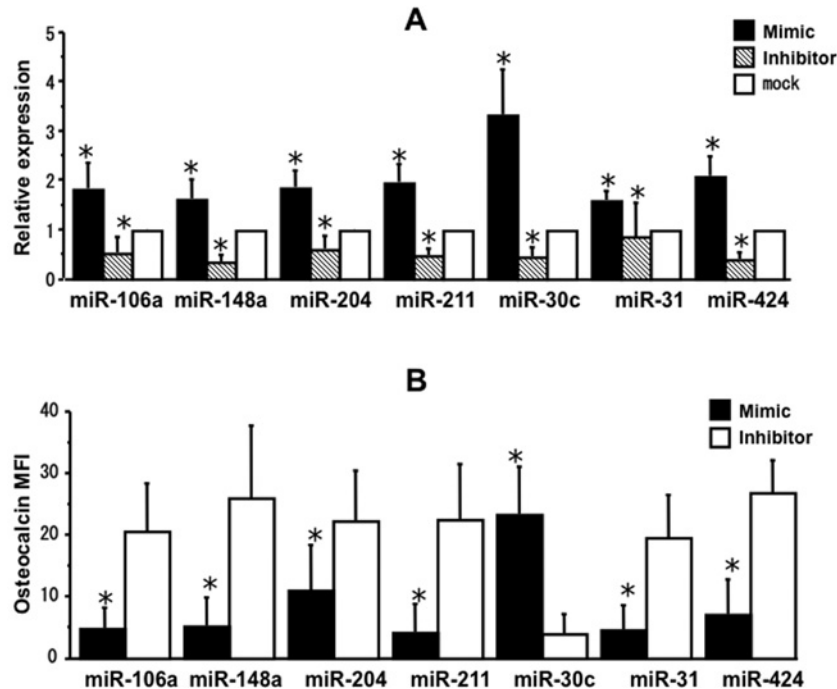 A
Mimic
Inhibitor
mock
Relative expression
5
4
3
2
1
0
* * * * * * * * * * * * * *
miR-106a miR-148a miR-204 miR-211 miR-30c miR-31 miR-424
B
Mimic
Inhibitor
Osteocalcin MFI
40
30
20
10
0
* * * * * * *
miR-106a miR-148a miR-204 miR-211 miR-30c miR-31 miR-424